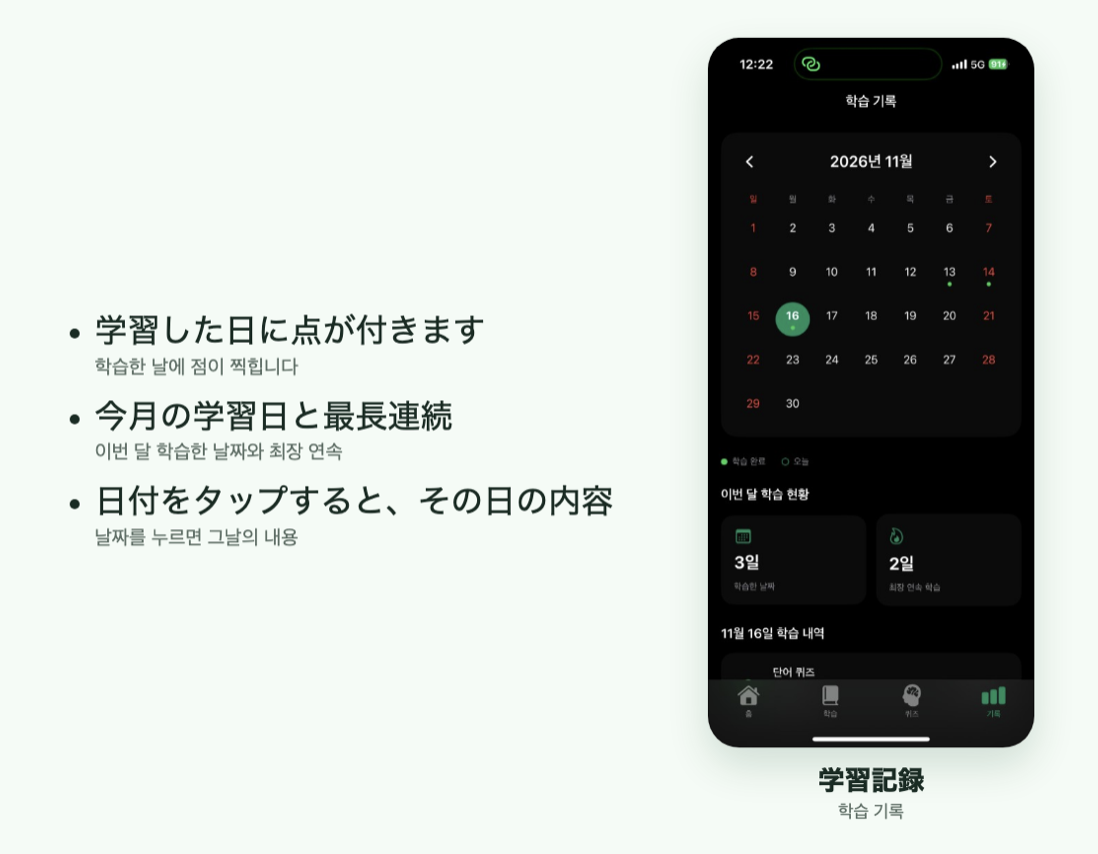 • 学習した日に点が付きます
학습한 날에 점이 찍힙니다
• 今月の学習日と最長連続
이번 달 학습한 날짜와 최장 연속
• 日付をタップすると、その日の内容
날짜를 누르면 그날의 내용
12:22 5G 91
학습 기록
2026년 11월
일 월 화 수 목 금 토
1 2 3 4 5 6 7
8 9 10 11 12 13 14
15 16 17 18 19 20 21
22 23 24 25 26 27 28
29 30
학습 완료 오늘
이번 달 학습 현황
3일 2일
학습한 날짜 최장 연속 학습
11월 16일 학습 내역
단어 퀴즈
홈 학습 퀴즈 기록
学習記録
학습 기록